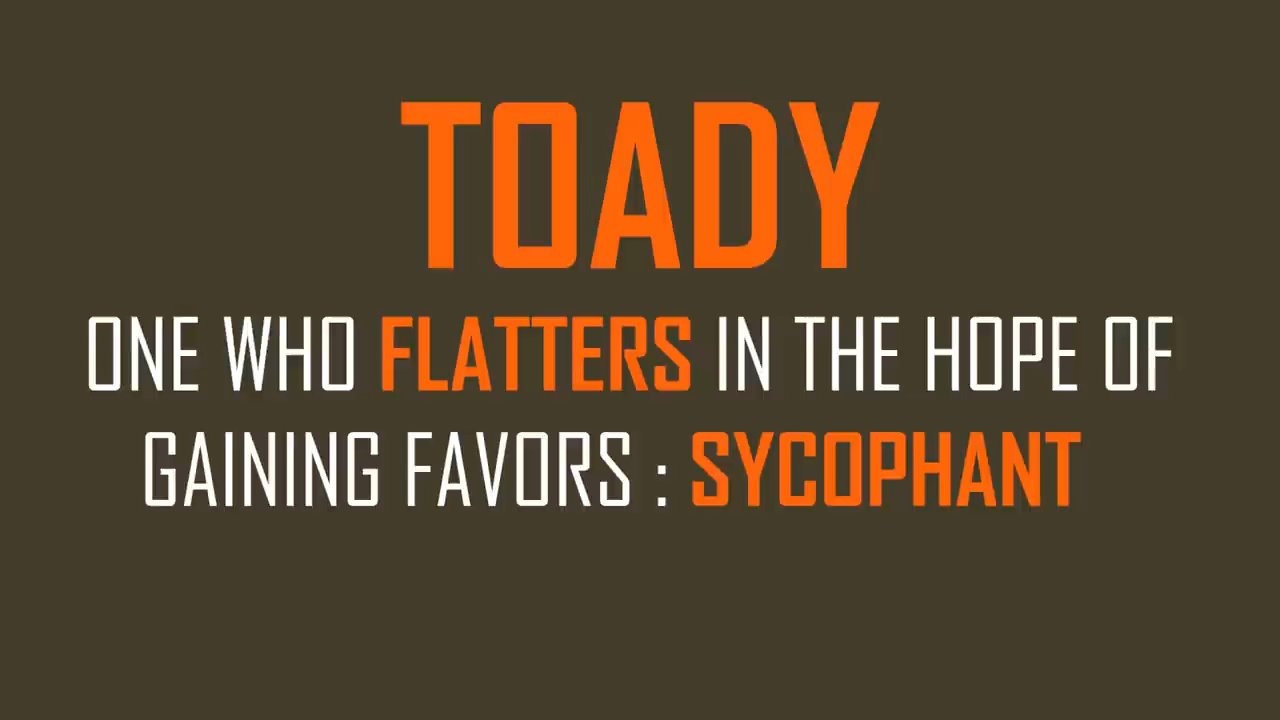 TOADY
ONE WHO FLATTERS IN THE HOPE OF
GAINING FAVORS : SYCOPHANT